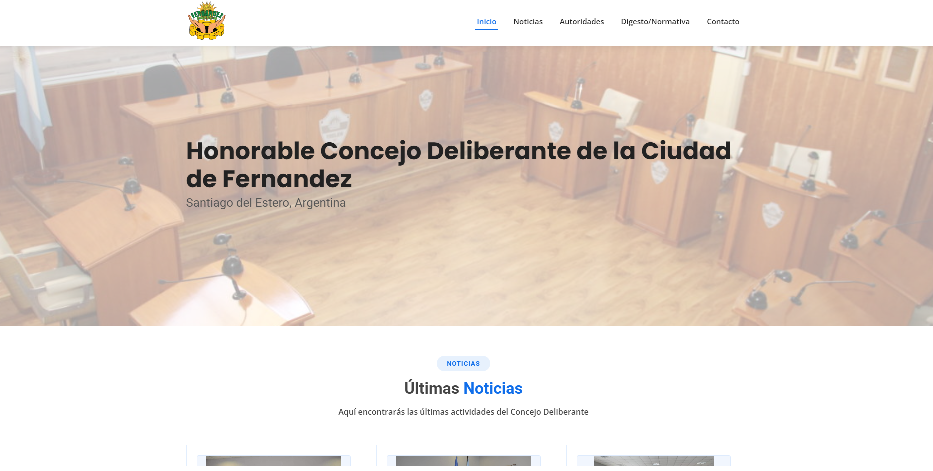 Inicio Noticias Autoridades Digesto/Normativa Contacto
Honorable Concejo Deliberante de la Ciudad
de Fernandez
Santiago del Estero, Argentina
NOTICIAS
Últimas Noticias
Aquí encontrarás las últimas actividades del Concejo Deliberante